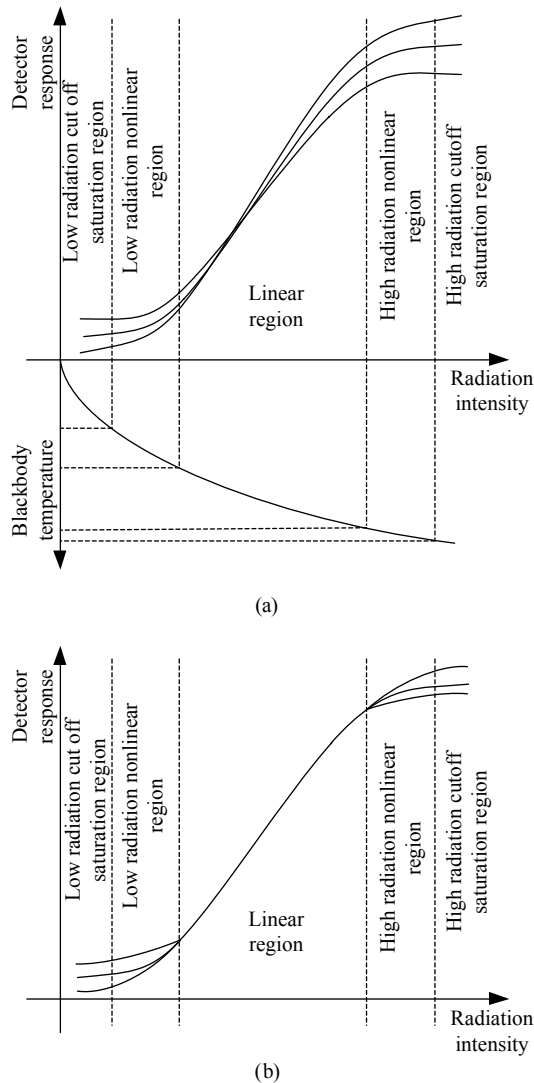 Detector
response
Low radiation cut off
saturation region
Low radiation nonlinear
region
Linear
region
High radiation nonlinear
region
High radiation cutoff
saturation region
Radiation
intensity
Blackbody
temperature
(a)
Detector
response
Low radiation cut off
saturation region
Low radiation nonlinear
region
Linear
region
High radiation nonlinear
region
High radiation cutoff
saturation region
Radiation
intensity
(b)